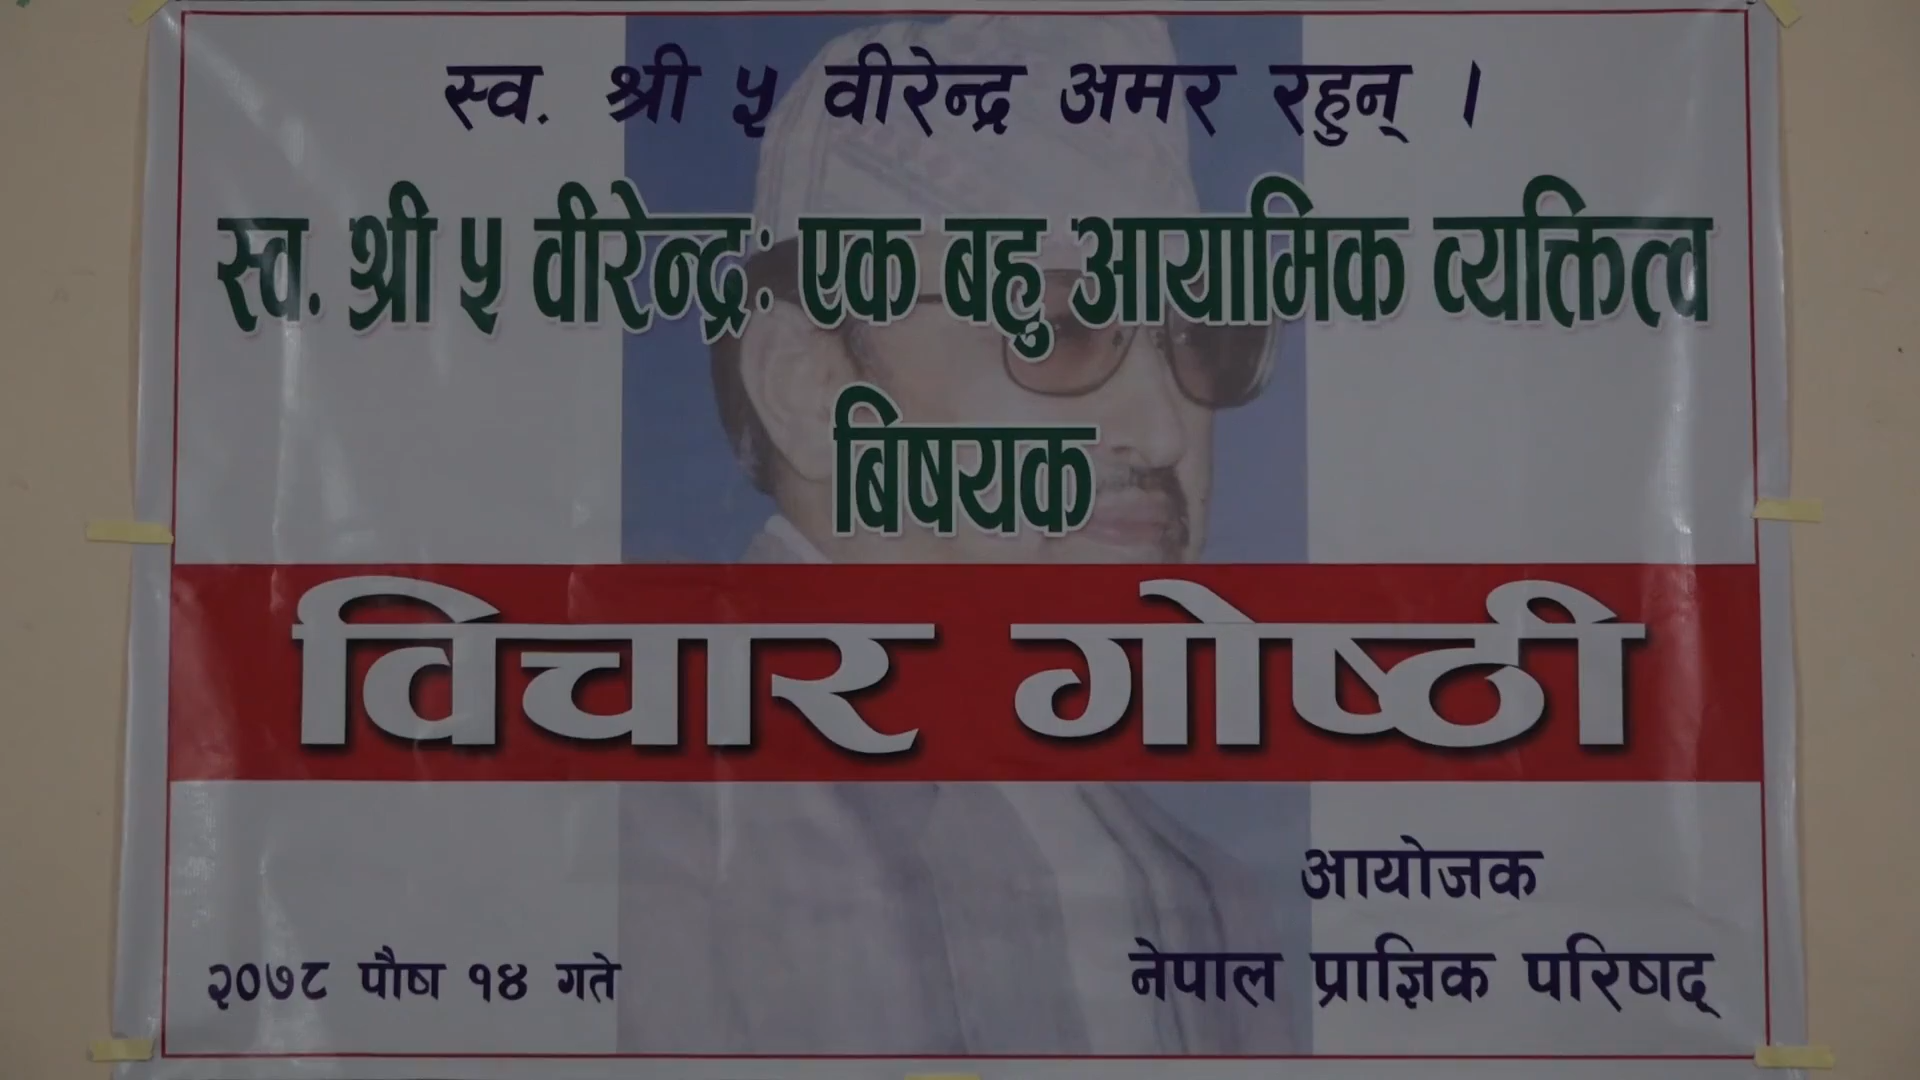 स्व. श्री ५ वीरेन्द्र अमर रहुन् ।
स्व. श्री ५ वीरेन्द्रः एक बहु आयामिक व्यक्तित्व
बिषयक
विचार गोष्ठी
आयोजक
२०७८ पौष १४ गते
नेपाल प्राज्ञिक परिषद्